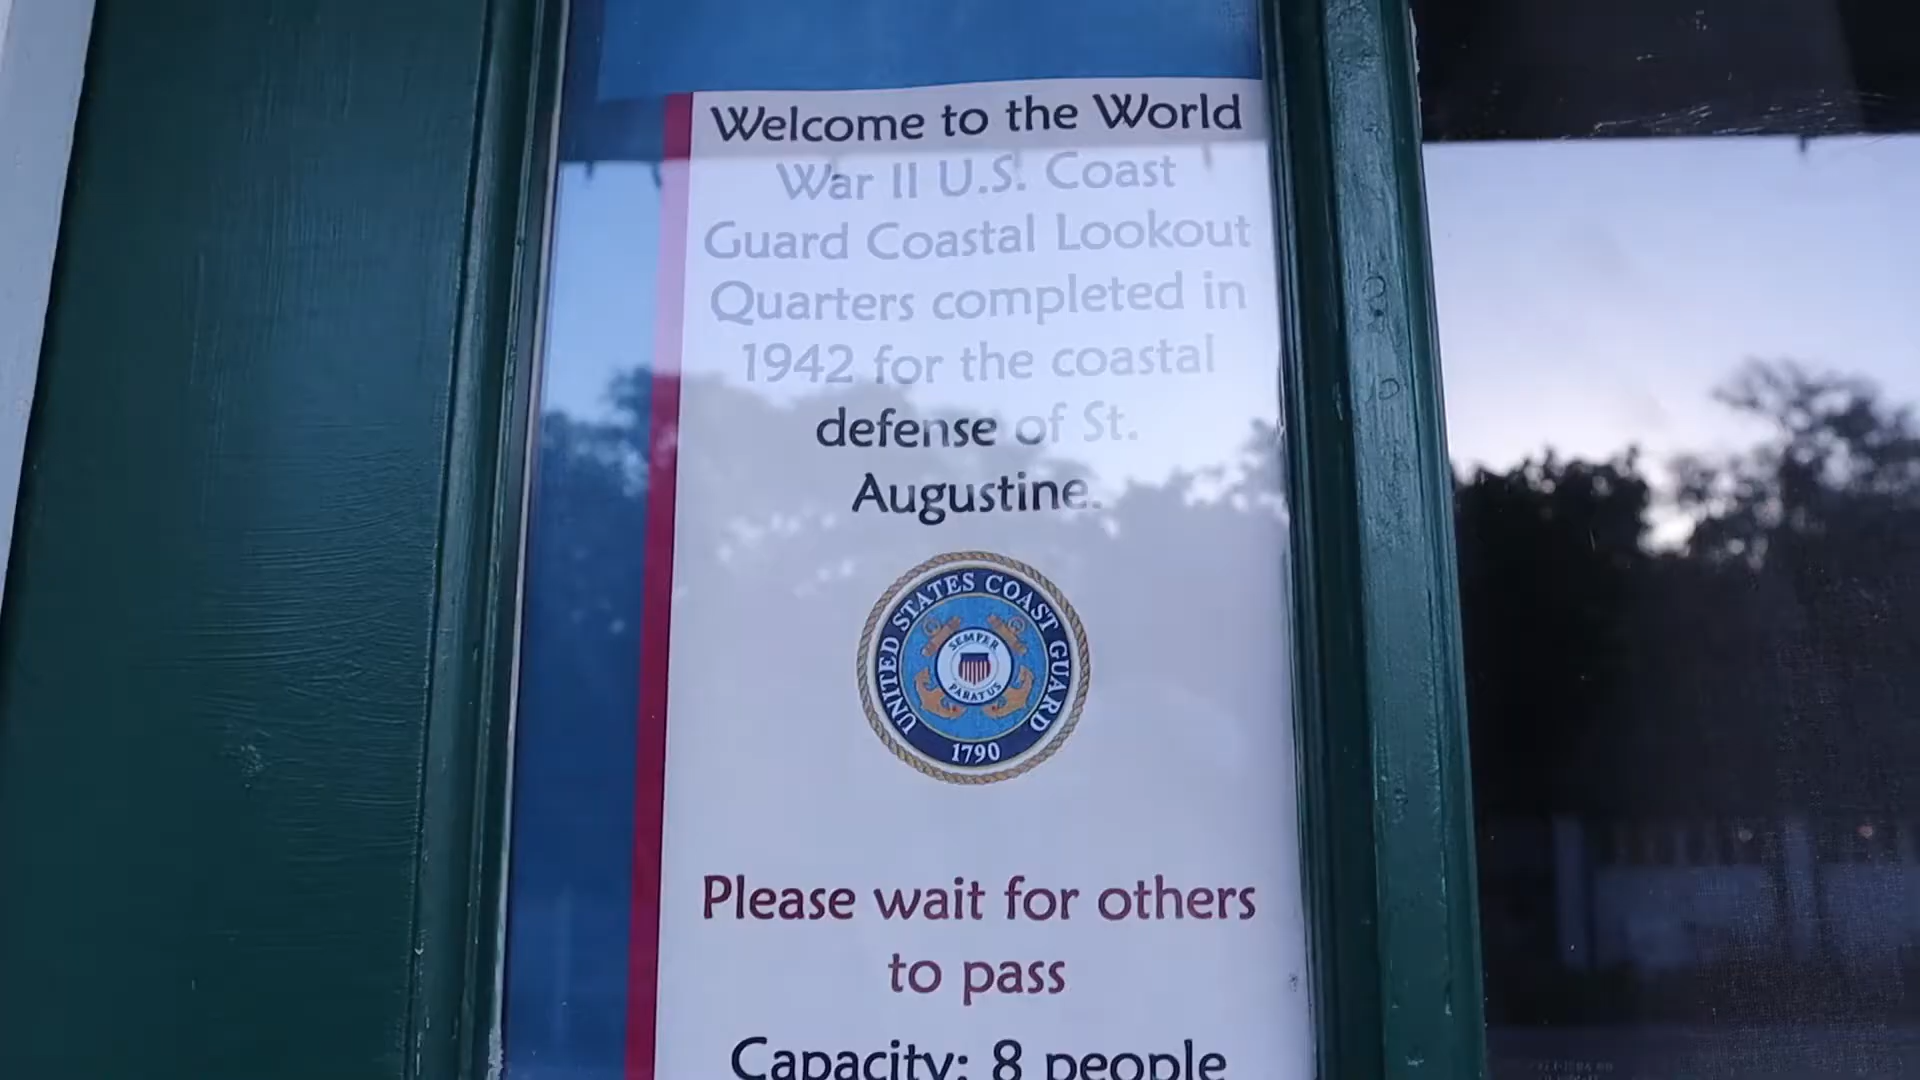 Welcome to the World
War II U.S. Coast
Guard Coastal Lookout
Quarters completed in
1942 for the coastal
defense of St.
Augustine.
UNITED STATES COAST GUARD
SEMPER
PARATUS
1790
Please wait for others
to pass
Capacity: 8 people